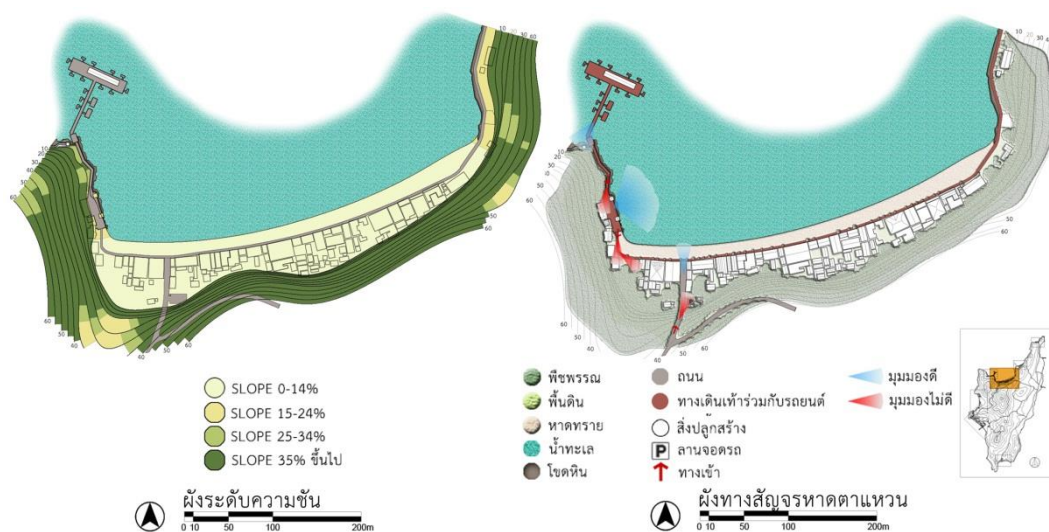 SLOPE 0-14%
SLOPE 15-24%
SLOPE 25-34%
SLOPE 35% ขึ้นไป
ผังระดับความชัน
0 10 50 100 200m
พืชพรรณ
พื้นดิน
หาดทราย
น้ำทะเล
โขดหิน
ถนน
ทางเดินเท้าร่วมกับรถยนต์
สิ่งปลูกสร้าง
P ลานจอดรถ
ทางเข้า
มุมมองดี
มุมมองไม่ดี
ผังทางสัญจรหาดตาแหวน
0 10 50 100 200m